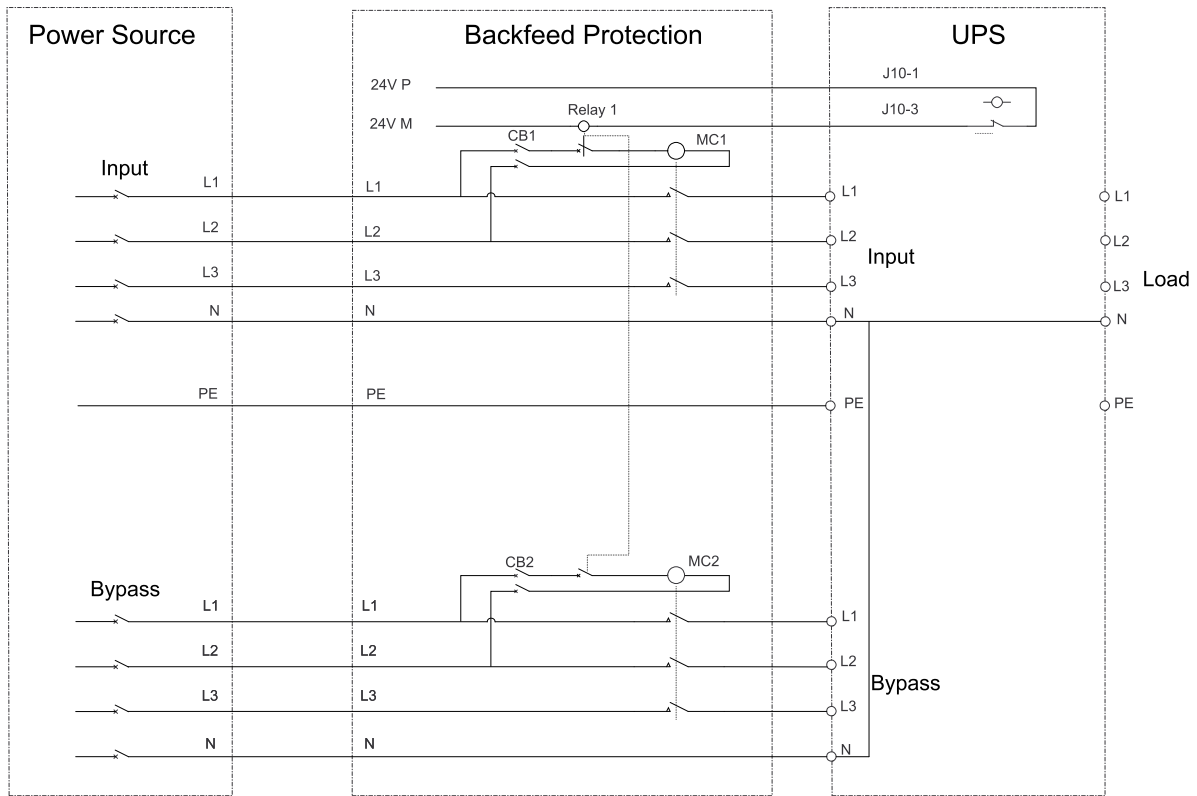 Power Source
Backfeed Protection
UPS
24V P
J10-1
Relay 1
24V M
J10-3
CB1
MC1
Input
L1
L1
L1
L1
L2
L2
L2
L2
Input
L3
L3
L3
L3
Load
N
N
N
N
PE
PE
PE
PE
CB2
MC2
Bypass
L1
L1
L1
L2
L2
L2
Bypass
L3
L3
L3
N
N
N